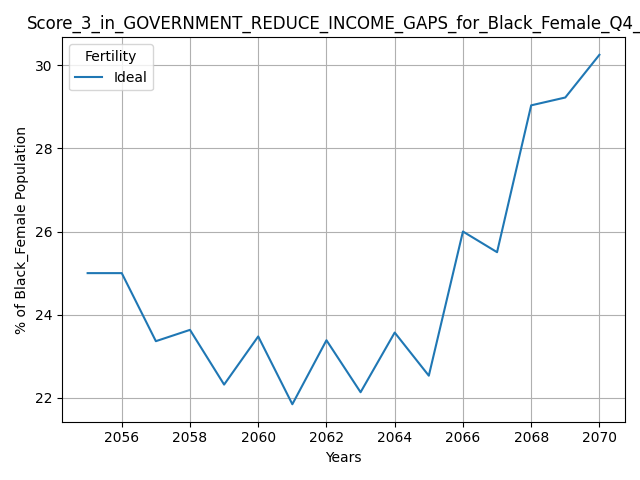 Score_3_in_GOVERNMENT_REDUCE_INCOME_GAPS_for_Black_Female_Q4_
Fertility
Ideal
% of Black_Female Population
30
28
26
24
22
2056 2058 2060 2062 2064 2066 2068 2070
Years